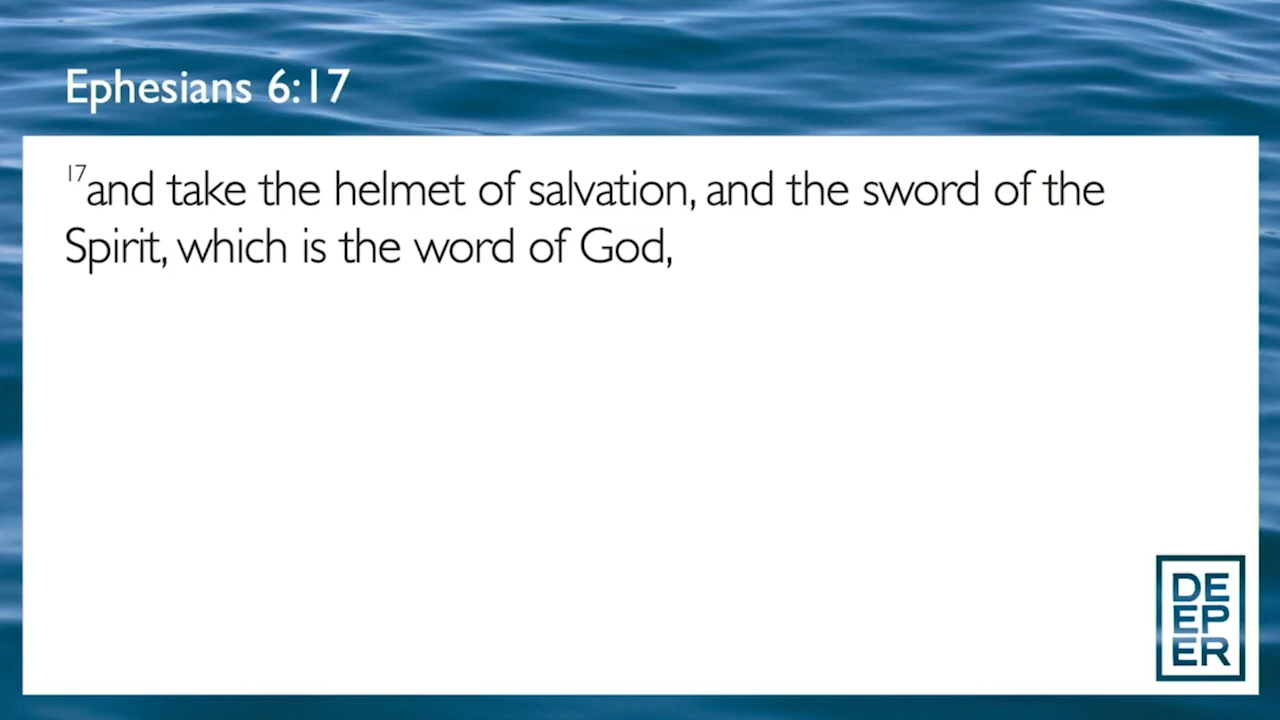 Ephesians 6:17
17and take the helmet of salvation, and the sword of the
Spirit, which is the word of God,
DE
EP
ER